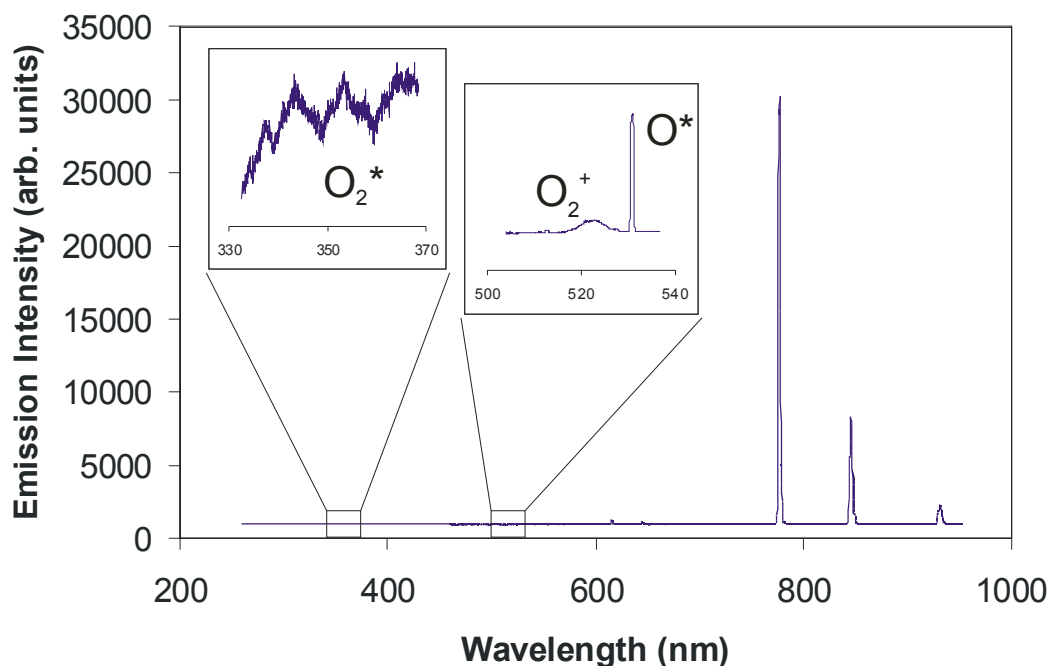 Emission Intensity (arb. units)
35000
30000
25000
20000
15000
10000
5000
0
O₂*
330 350 370
O*
O₂⁺
500 520 540
200 400 600 800 1000
Wavelength (nm)